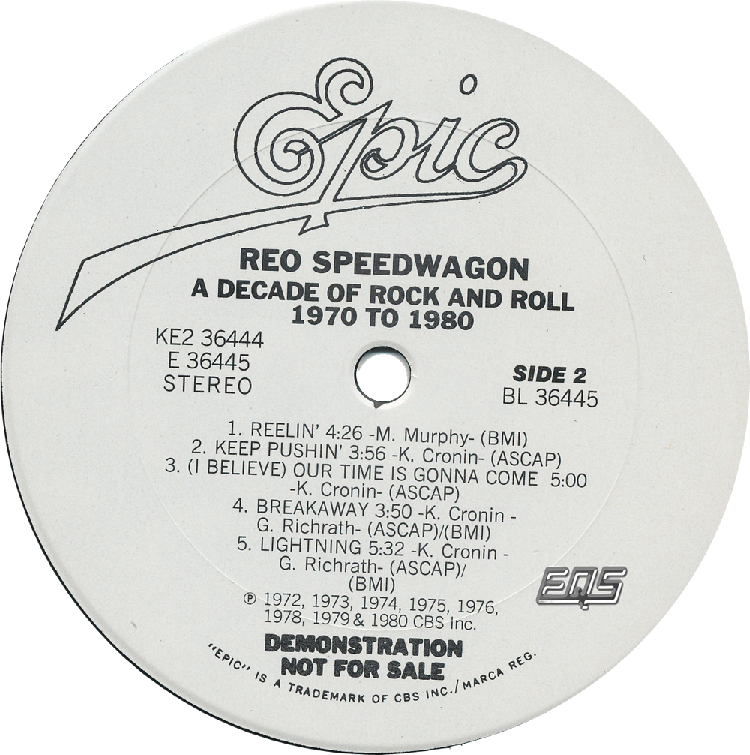 Epic
REO SPEEDWAGON
A DECADE OF ROCK AND ROLL
1970 TO 1980
KE2 36444
E 36445
STEREO
SIDE 2
BL 36445
1. REELIN' 4:26 -M. Murphy- (BMI)
2. KEEP PUSHIN' 3:56 -K. Cronin- (ASCAP)
3. (I BELIEVE) OUR TIME IS GONNA COME 5:00
-K. Cronin- (ASCAP)
4. BREAKAWAY 3:50 -K. Cronin -
G. Richrath- (ASCAP)/(BMI)
5. LIGHTNING 5:32 -K. Cronin -
G. Richrath- (ASCAP)/
(BMI)
℗ 1972, 1973, 1974, 1975, 1976,
1978, 1979 & 1980 CBS Inc.
EQS
DEMONSTRATION
NOT FOR SALE
"EPIC" IS A TRADEMARK OF CBS INC./MARCA REG.